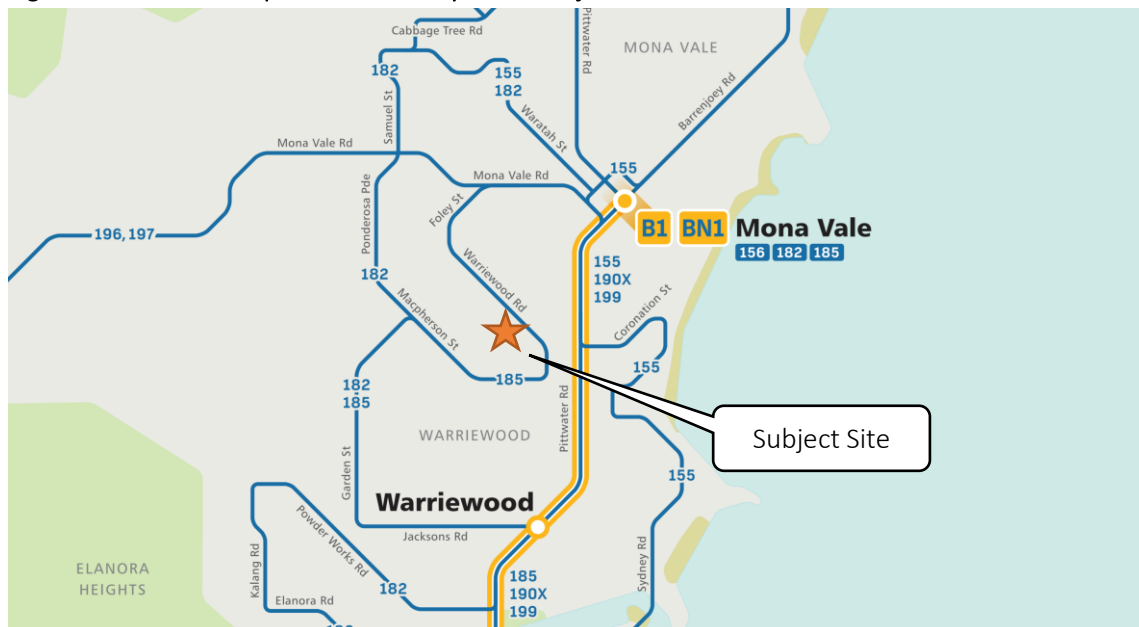 Cabbage Tree Rd
Pittwater Rd
MONA VALE
182
155
182
Samuel St
Waratah St
Barrenjoey Rd
Mona Vale Rd
Mona Vale Rd
155
Foley St
Ponderosa Pde
196, 197
B1 BN1 Mona Vale
156 182 185
Warriewood Rd
182
155
190X
199
Coronation St
Macpherson St
182
185
185
155
Pittwater Rd
Subject Site
WARRIEWOOD
Garden St
155
Warriewood
Jacksons Rd
Powder Works Rd
Kalang Rd
ELANORA
HEIGHTS
182
185
190X
199
Sydney Rd
Elanora Rd